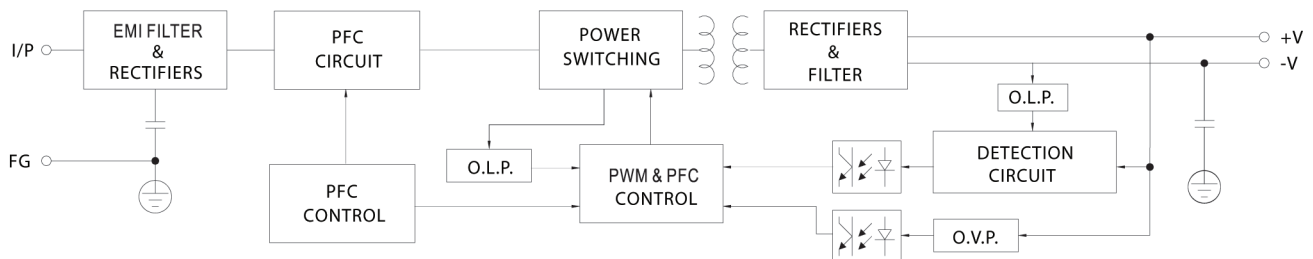 I/P
EMI FILTER
&
RECTIFIERS
PFC
CIRCUIT
POWER
SWITCHING
RECTIFIERS
&
FILTER
+V
-V
O.L.P.
FG
O.L.P.
DETECTION
CIRCUIT
PFC
CONTROL
PWM & PFC
CONTROL
O.V.P.